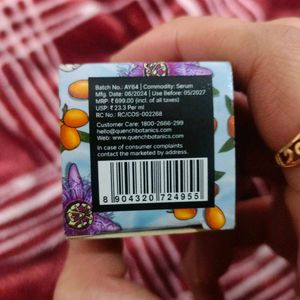 Batch No.: AY64 | Commodity: Serum
Mfg. Date: 06/2024 | Use Before: 05/2027
MRP: ₹ 699.00 (incl. of all taxes)
USP: ₹ 23.3 Per ml
RC No.: RC/COS-002268
Customer Care: 1800-2666-299
hello@quenchbotanics.com
Web: www.quenchbotanics.com
In case of consumer complaints
contact the marketed by address.
8 904320 724955